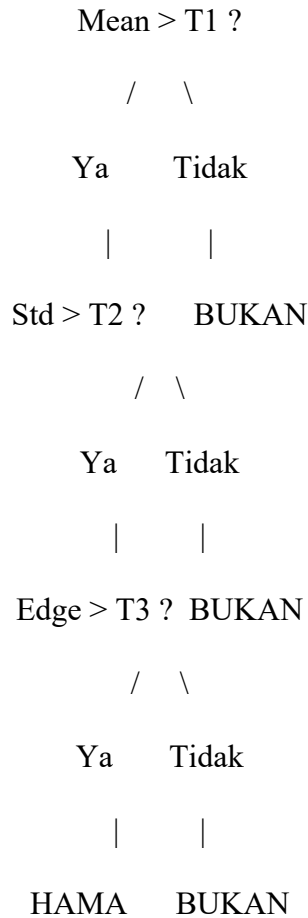 Mean > T1 ?
/ \
Ya Tidak
| |
Std > T2 ? BUKAN
/ \
Ya Tidak
| |
Edge > T3 ? BUKAN
/ \
Ya Tidak
| |
HAMA BUKAN